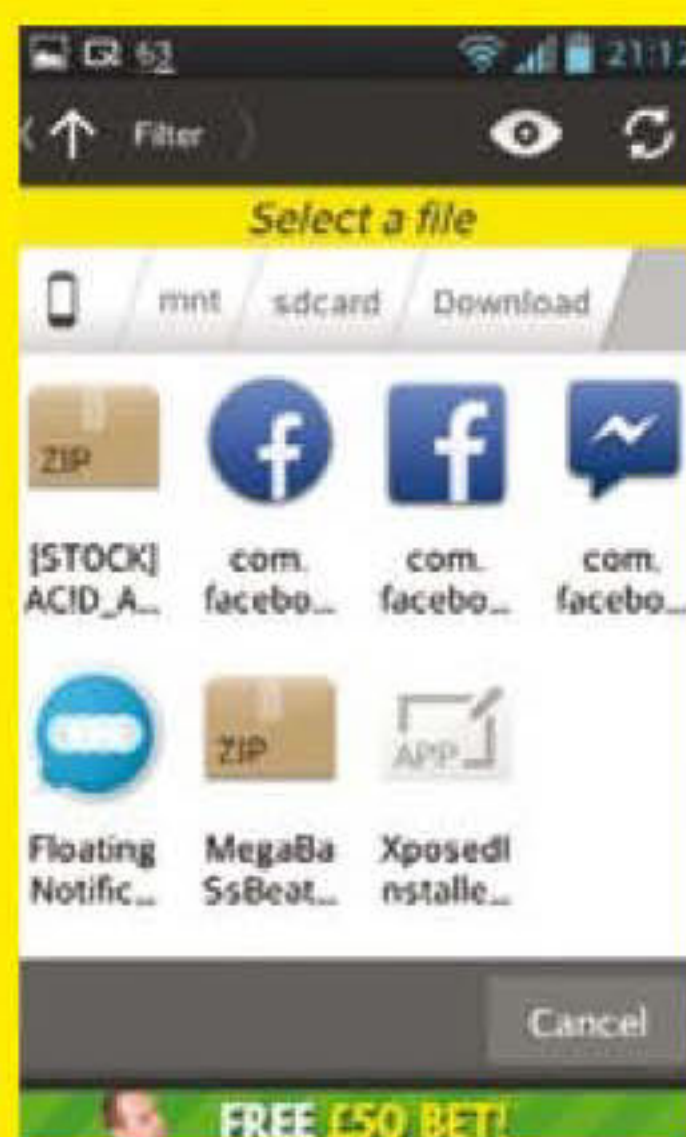 63 21:12
Filter
Select a file
mnt sdcard Download
ZIP
[STOCK] com. com. com.
ACID_A... facebo... facebo... facebo...
ZIP APP
Floating MegaBa XposedI
Notific... SsBeat... nstalle...
Cancel
FREE £50 BET!